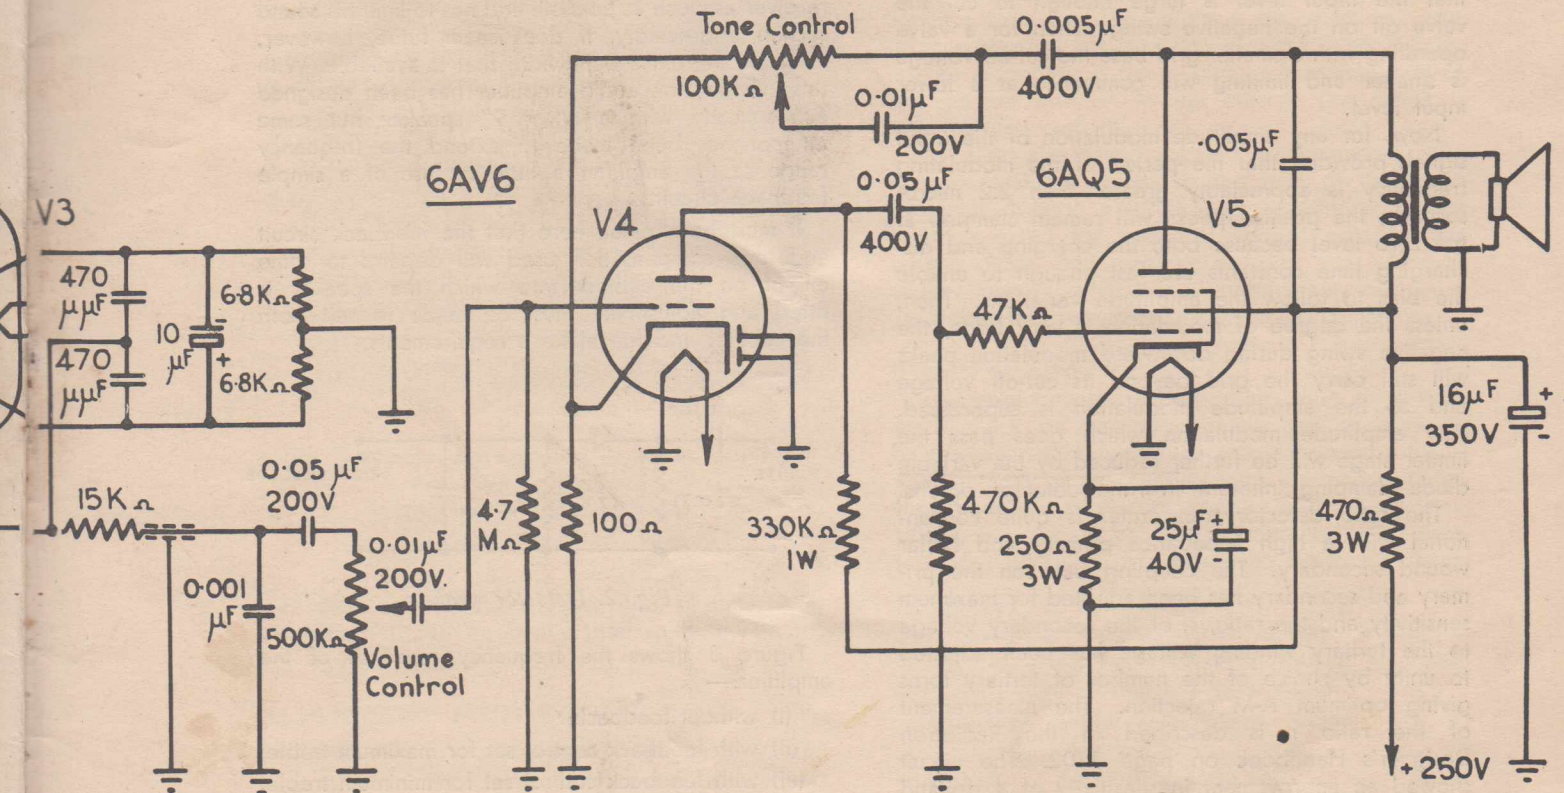 Tone Control
100KΩ
0·01µF
200V
0·005µF
400V
6AV6
V4
0·05µF
400V
6AQ5
V5
·005µF
V3
470
µµF
470
µµF
10
µF
-
+
6·8KΩ
6·8KΩ
47KΩ
16µF
350V
+
-
15KΩ
0·05 µF
200V
0·001
µF
500KΩ
0·01µF
200V.
Volume
Control
4·7
MΩ
100Ω
330KΩ
1W
470KΩ
250Ω
3W
25µF
40V
+
-
470Ω
3W
+250V